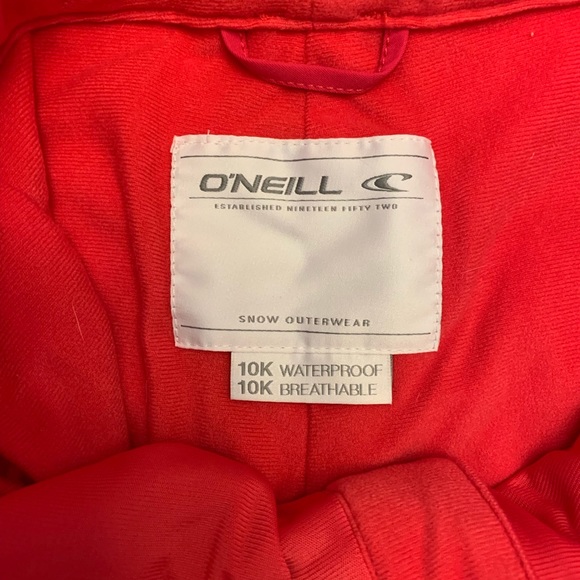 O'NEILL
ESTABLISHED NINETEEN FIFTY TWO
SNOW OUTERWEAR
10K WATERPROOF
10K BREATHABLE